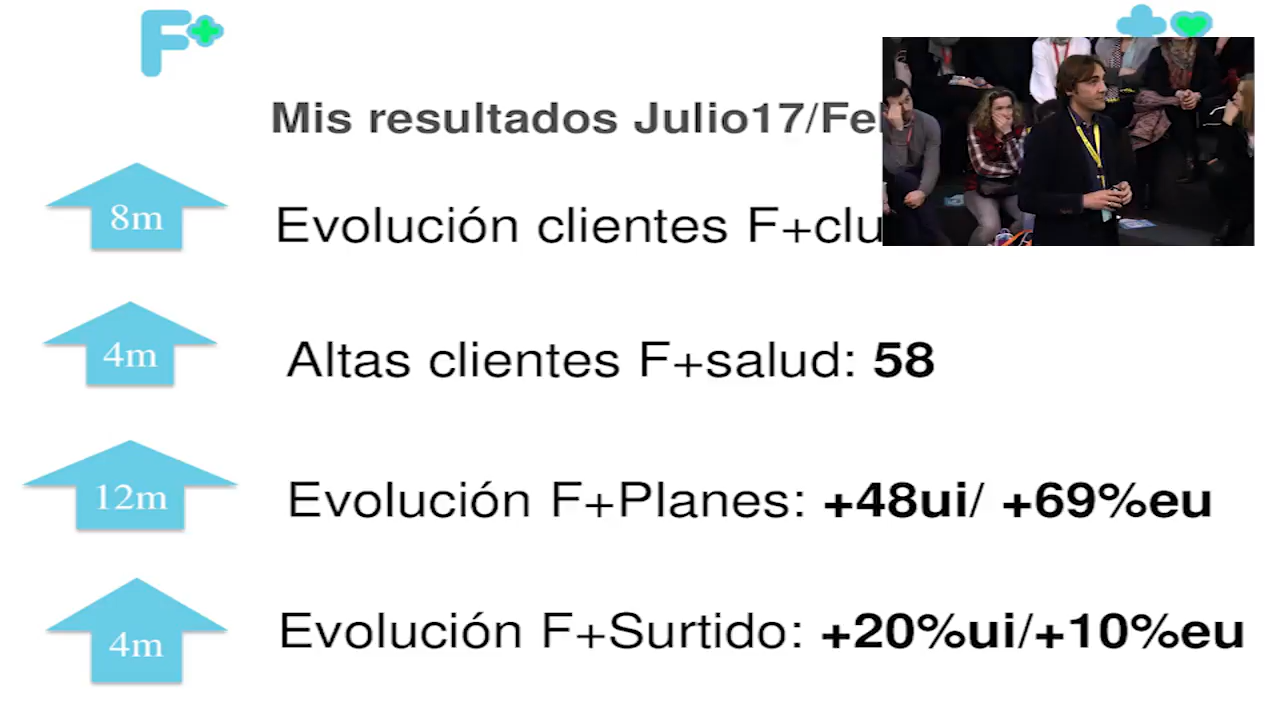 F+
Mis resultados Julio17/Fe
8m
Evolución clientes F+clu
4m
Altas clientes F+salud: 58
12m
Evolución F+Planes: +48ui/ +69%eu
4m
Evolución F+Surtido: +20%ui/+10%eu